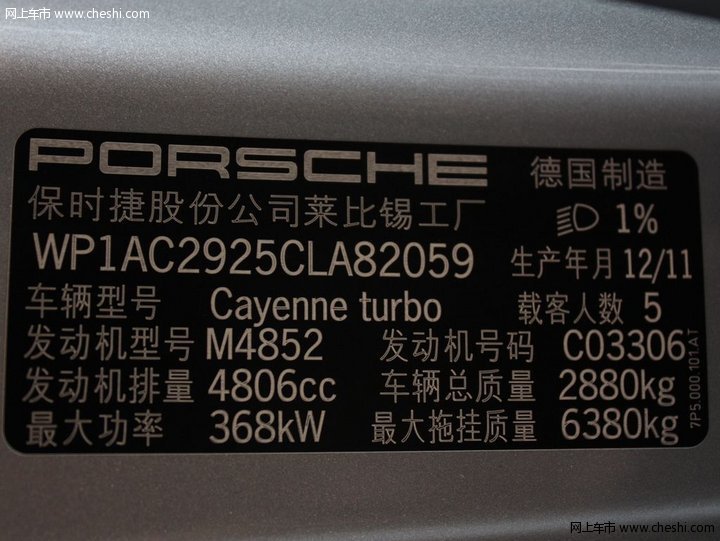 网上车市 www.cheshi.com
PORSCHE 德国制造
保时捷股份公司莱比锡工厂 1%
WP1AC2925CLA82059 生产年月 12/11
车辆型号 Cayenne turbo 载客人数 5
发动机型号 M4852 发动机号码 C03306
发动机排量 4806cc 车辆总质量 2880kg
最大功率 368kW 最大拖挂质量 6380kg
7P5.000 101.AT
网上车市 www.cheshi.com